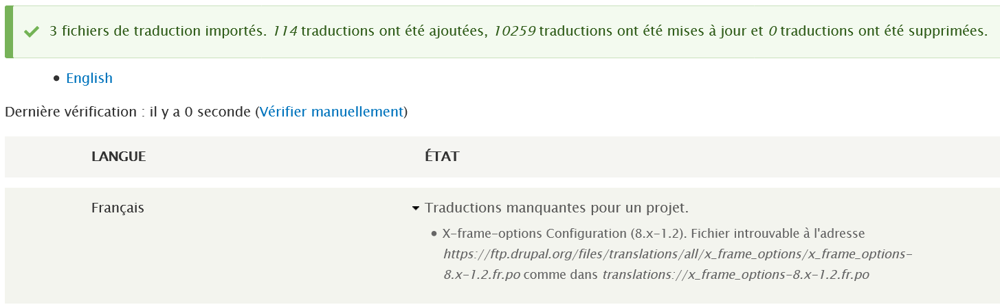 3 fichiers de traduction importés. 114 traductions ont été ajoutées, 10259 traductions ont été mises à jour et 0 traductions ont été supprimées.
English
Dernière vérification : il y a 0 seconde (Vérifier manuellement)
LANGUE ÉTAT
Français Traductions manquantes pour un projet.
X-frame-options Configuration (8.x-1.2). Fichier introuvable à l'adresse
https://ftp.drupal.org/files/translations/all/x_frame_options/x_frame_options-
8.x-1.2.fr.po comme dans translations://x_frame_options-8.x-1.2.fr.po